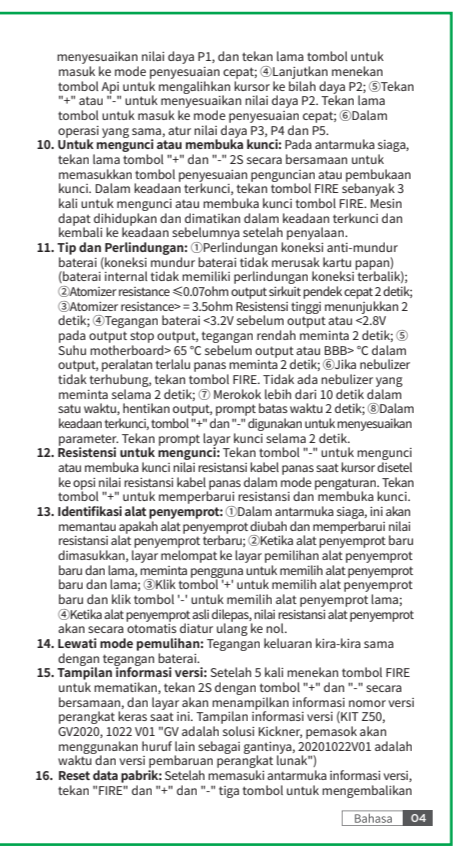 menyesuaikan nilai daya P1, dan tekan lama tombol untuk
masuk ke mode penyesuaian cepat; ④Lanjutkan menekan
tombol Api untuk mengalihkan kursor ke bilah daya P2; ⑤Tekan
"+" atau "-" untuk menyesuaikan nilai daya P2. Tekan lama
tombol untuk masuk ke mode penyesuaian cepat; ⑥Dalam
operasi yang sama, atur nilai daya P3, P4 dan P5.
10. Untuk mengunci atau membuka kunci: Pada antarmuka siaga,
tekan lama tombol "+" dan "-" 2S secara bersamaan untuk
memasukkan tombol penyesuaian penguncian atau pembukaan
kunci. Dalam keadaan terkunci, tekan tombol FIRE sebanyak 3
kali untuk mengunci atau membuka kunci tombol FIRE. Mesin
dapat dihidupkan dan dimatikan dalam keadaan terkunci dan
kembali ke keadaan sebelumnya setelah penyalaan.
11. Tip dan Perlindungan: ①Perlindungan koneksi anti-mundur
baterai (koneksi mundur baterai tidak merusak kartu papan)
(baterai internal tidak memiliki perlindungan koneksi terbalik);
②Atomizer resistance ≤0.07ohm output sirkuit pendek cepat 2 detik;
③Atomizer resistance> = 3.5ohm Resistensi tinggi menunjukkan 2
detik; ④Tegangan baterai <3.2V sebelum output atau <2.8V
pada output stop output, tegangan rendah meminta 2 detik; ⑤
Suhu motherboard> 65 °C sebelum output atau BBB> °C dalam
output, peralatan terlalu panas meminta 2 detik; ⑥Jika nebulizer
tidak terhubung, tekan tombol FIRE. Tidak ada nebulizer yang
meminta selama 2 detik; ⑦ Merokok lebih dari 10 detik dalam
satu waktu, hentikan output, prompt batas waktu 2 detik; ⑧Dalam
keadaan terkunci, tombol "+" dan "-" digunakan untuk menyesuaikan
parameter. Tekan prompt layar kunci selama 2 detik.
12. Resistensi untuk mengunci: Tekan tombol "-" untuk mengunci
atau membuka kunci nilai resistansi kabel panas saat kursor disetel
ke opsi nilai resistansi kabel panas dalam mode pengaturan. Tekan
tombol "+" untuk memperbarui resistansi dan membuka kunci.
13. Identifikasi alat penyemprot: ①Dalam antarmuka siaga, ini akan
memantau apakah alat penyemprot diubah dan memperbarui nilai
resistansi alat penyemprot terbaru; ②Ketika alat penyemprot baru
dimasukkan, layar melompat ke layar pemilihan alat penyemprot
baru dan lama, meminta pengguna untuk memilih alat penyemprot
baru dan lama; ③Klik tombol '+' untuk memilih alat penyemprot
baru dan klik tombol '-' untuk memilih alat penyemprot lama;
④Ketika alat penyemprot asli dilepas, nilai resistansi alat penyemprot
akan secara otomatis diatur ulang ke nol.
14. Lewati mode pemulihan: Tegangan keluaran kira-kira sama
dengan tegangan baterai.
15. Tampilan informasi versi: Setelah 5 kali menekan tombol FIRE
untuk mematikan, tekan 2S dengan tombol "+" dan "-" secara
bersamaan, dan layar akan menampilkan informasi nomor versi
perangkat keras saat ini. Tampilan informasi versi (KIT Z50,
GV2020, 1022 V01 "GV adalah solusi Kickner, pemasok akan
menggunakan huruf lain sebagai gantinya, 20201022V01 adalah
waktu dan versi pembaruan perangkat lunak")
16. Reset data pabrik: Setelah memasuki antarmuka informasi versi,
tekan "FIRE" dan "+" dan "-" tiga tombol untuk mengembalikan
Bahasa 04